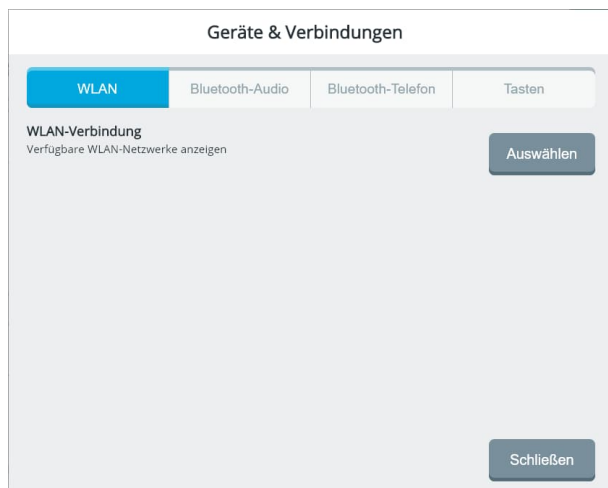 Geräte & Verbindungen
WLAN
Bluetooth-Audio
Bluetooth-Telefon
Tasten
WLAN-Verbindung
Verfügbare WLAN-Netzwerke anzeigen
Auswählen
Schließen